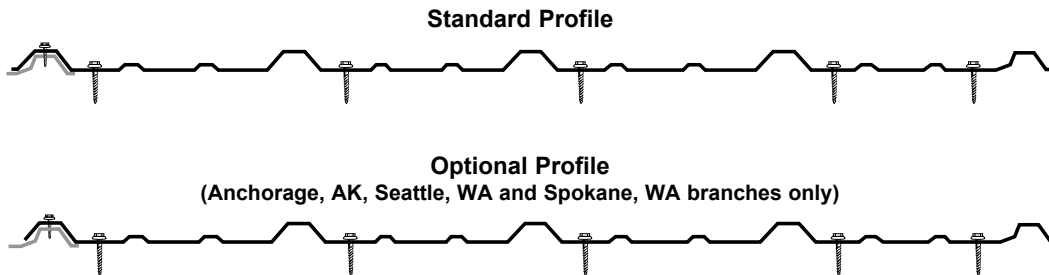 Standard Profile
Optional Profile
(Anchorage, AK, Seattle, WA and Spokane, WA branches only)